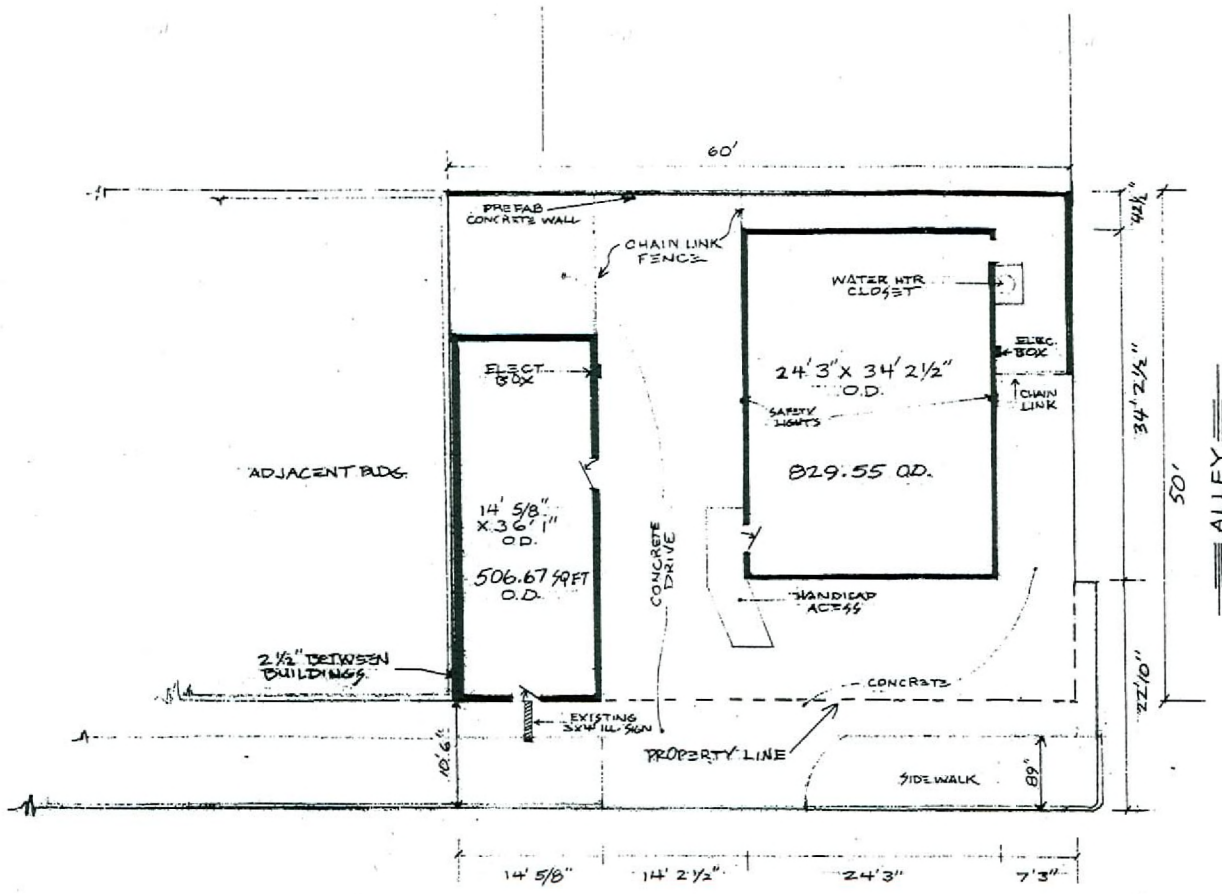 60'
PREFAB
CONCRETE WALL
CHAIN LINK
FENCE
WATER HTR
CLOSET
ELEC.
BOX
CHAIN
LINK
ELECT
BOX
24' 3" X 34' 2 1/2"
O.D.
SAFETY
LIGHTS
829.55 O.D.
ADJACENT BLDG.
14' 5/8"
X 36' 1"
O.D.
506.67 SQ FT
O.D.
CONCRETE
DRIVE
HANDICAP
ACESS
2 1/2" BETWEEN
BUILDINGS
CONCRETE
EXISTING
3X4 ILL. SIGN
PROPERTY LINE
SIDEWALK
10'6"
89"
34' 2 1/2"
22'10"
50'
ALLEY
14' 5/8"
14' 2 1/2"
24'3"
7'3"